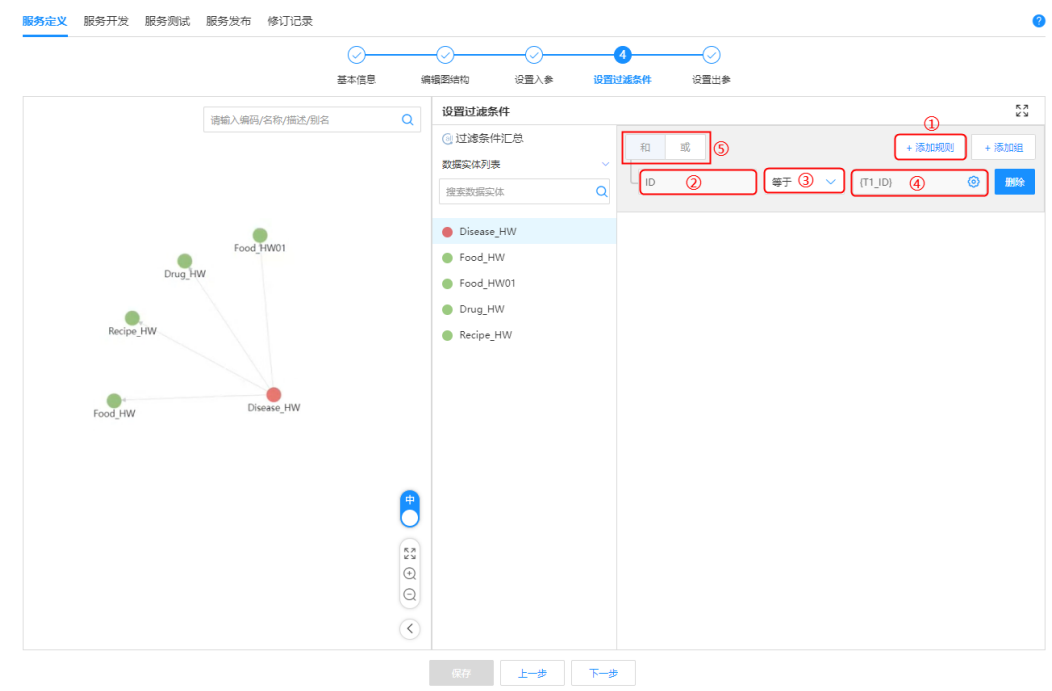 服务定义 服务开发 服务测试 服务发布 修订记录 ?
4
基本信息 编辑图结构 设置入参 设置过滤条件 设置出参
请输入编码/名称/描述/别名
Food_HW01
Drug_HW
Recipe_HW
Food_HW
Disease_HW
中
设置过滤条件
过滤条件汇总
数据实体列表
搜索数据实体
Disease_HW
Food_HW
Food_HW01
Drug_HW
Recipe_HW
①
和 或 ⑤ + 添加规则 + 添加组
ID ② 等于 ③ {T1_ID} ④ 删除
保存 上一步 下一步